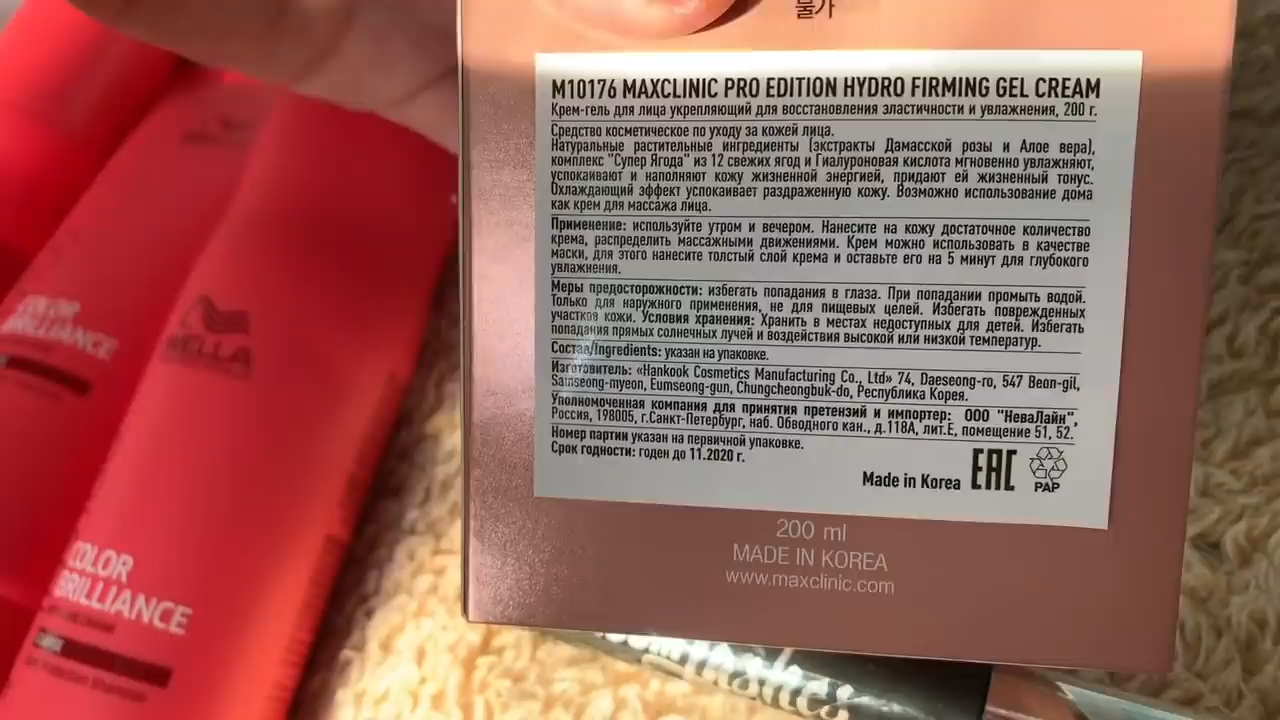 불가
M10176 MAXCLINIC PRO EDITION HYDRO FIRMING GEL CREAM
Крем-гель для лица укрепляющий для восстановления эластичности и увлажнения, 200 г.
Средство косметическое по уходу за кожей лица.
Натуральные растительные ингредиенты (экстракты Дамасской розы и Алое вера),
комплекс "Супер Ягода" из 12 свежих ягод и Гиалуроновая кислота мгновенно увлажняют,
успокаивают и наполняют кожу жизненной энергией, придают ей жизненный тонус.
Охлаждающий эффект успокаивает раздраженную кожу. Возможно использование дома
как крем для массажа лица.
Применение: используйте утром и вечером. Нанесите на кожу достаточное количество
крема, распределить массажными движениями. Крем можно использовать в качестве
маски, для этого нанесите толстый слой крема и оставьте его на 5 минут для глубокого
увлажнения.
Меры предосторожности: избегать попадания в глаза. При попадании промыть водой.
Только для наружного применения, не для пищевых целей. Избегать поврежденных
участков кожи. Условия хранения: Хранить в местах недоступных для детей. Избегать
попадания прямых солнечных лучей и воздействия высокой или низкой температур.
Состав/Ingredients: указан на упаковке.
Изготовитель: «Hankook Cosmetics Manufacturing Co., Ltd» 74, Daeseong-ro, 547 Beon-gil,
Samseong-myeon, Eumseong-gun, Chungcheongbuk-do, Республика Корея.
Уполномоченная компания для принятия претензий и импортер: ООО "НеваЛайн",
Россия, 198005, г.Санкт-Петербург, наб. Обводного кан., д.118А, лит.Е, помещение 51, 52.
Номер партии указан на первичной упаковке.
Срок годности: годен до 11.2020 г.
Made in Korea EAC
PAP
200 ml
MADE IN KOREA
www.maxclinic.com
COLOR
BRILLIANCE
WELLA
COLOR
BRILLIANCE